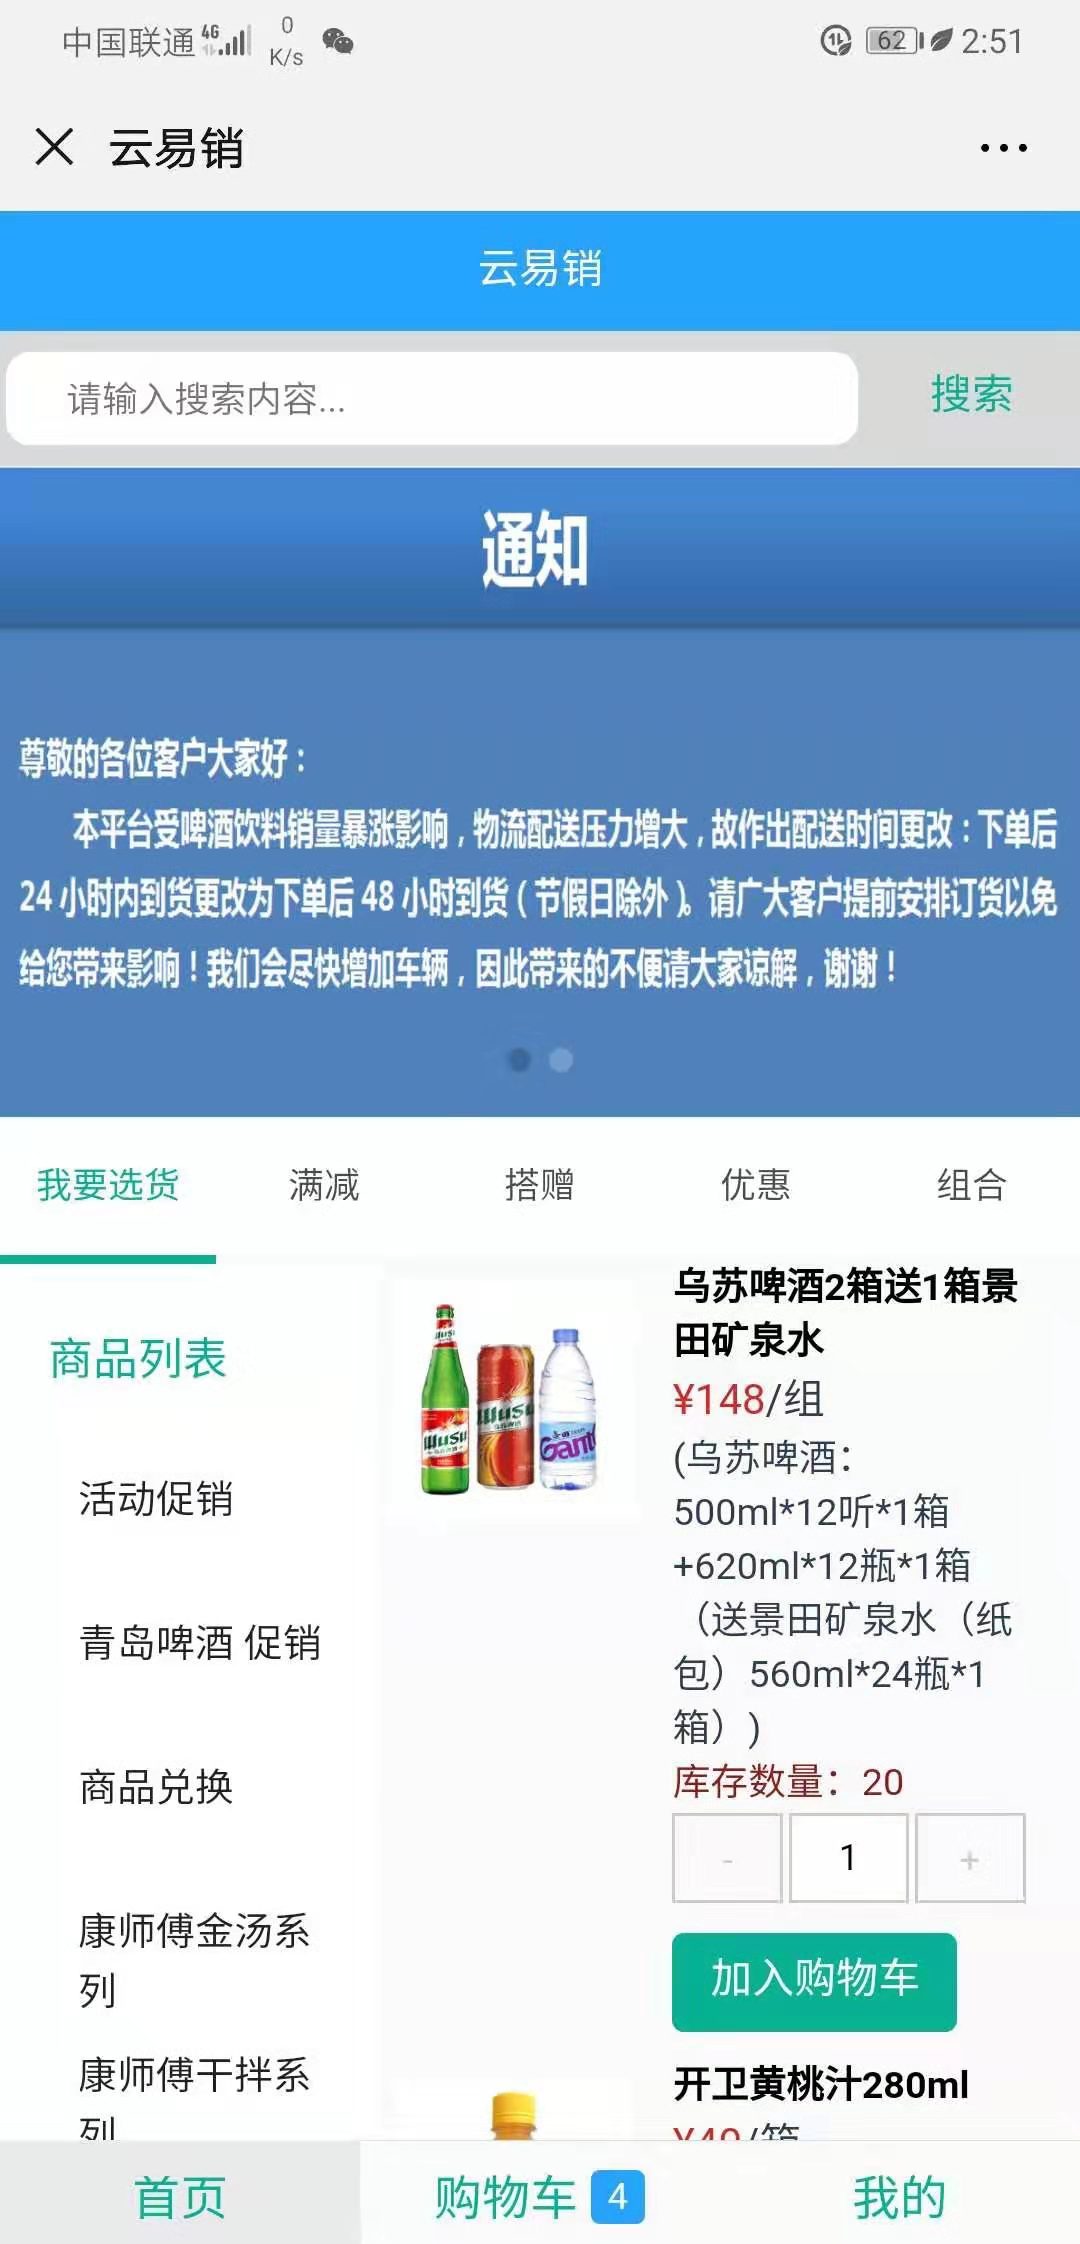 中国联通 4G 0 K/s 62 2:51
云易销
云易销
请输入搜索内容... 搜索
通知
尊敬的各位客户大家好：
本平台受啤酒饮料销量暴涨影响，物流配送压力增大，故作出配送时间更改：下单后
24 小时内到货更改为下单后 48 小时到货（节假日除外）。请广大客户提前安排订货以免
给您带来影响！我们会尽快增加车辆，因此带来的不便请大家谅解，谢谢！
我要选货 满减 搭赠 优惠 组合
商品列表
活动促销
青岛啤酒 促销
商品兑换
康师傅金汤系
列
康师傅干拌系
列
wusu wusu Ganten
乌苏啤酒2箱送1箱景
田矿泉水
¥148/组
(乌苏啤酒：
500ml*12听*1箱
+620ml*12瓶*1箱
（送景田矿泉水（纸
包）560ml*24瓶*1
箱））
库存数量：20
- 1 +
加入购物车
开卫黄桃汁280ml
¥40/箱
首页 购物车 4 我的